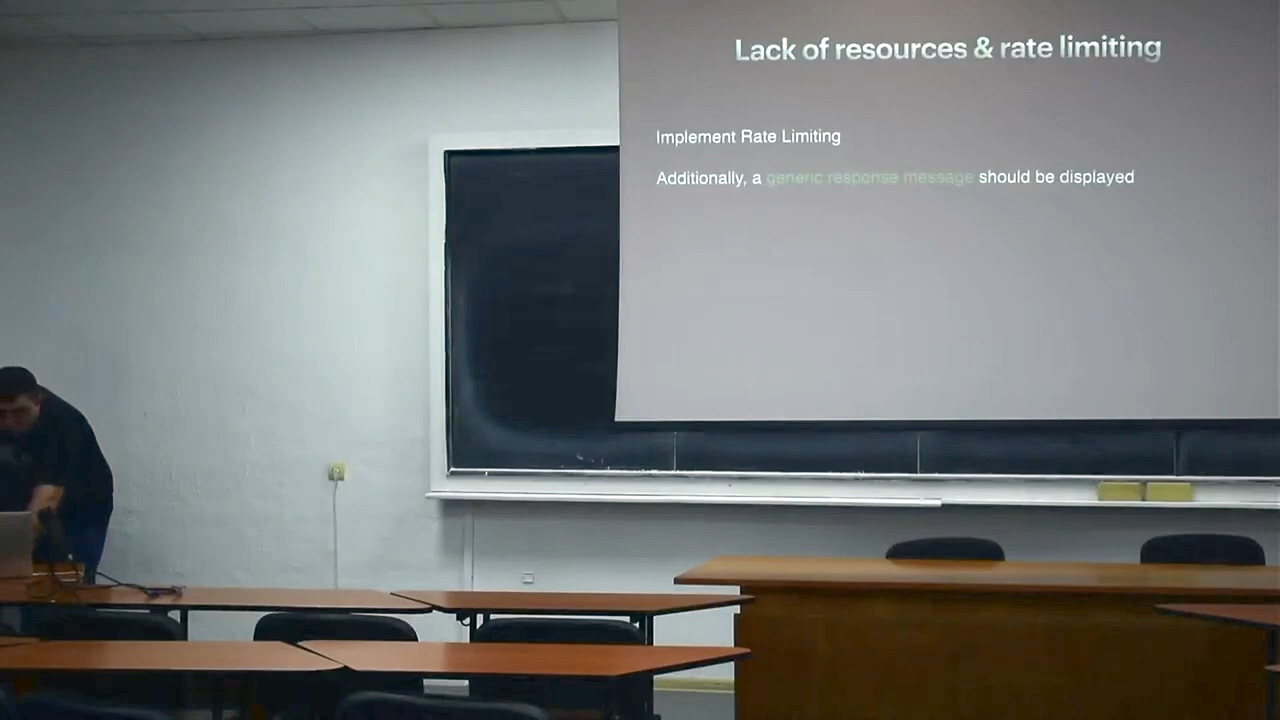 Lack of resources & rate limiting
Implement Rate Limiting
Additionally, a generic response message should be displayed